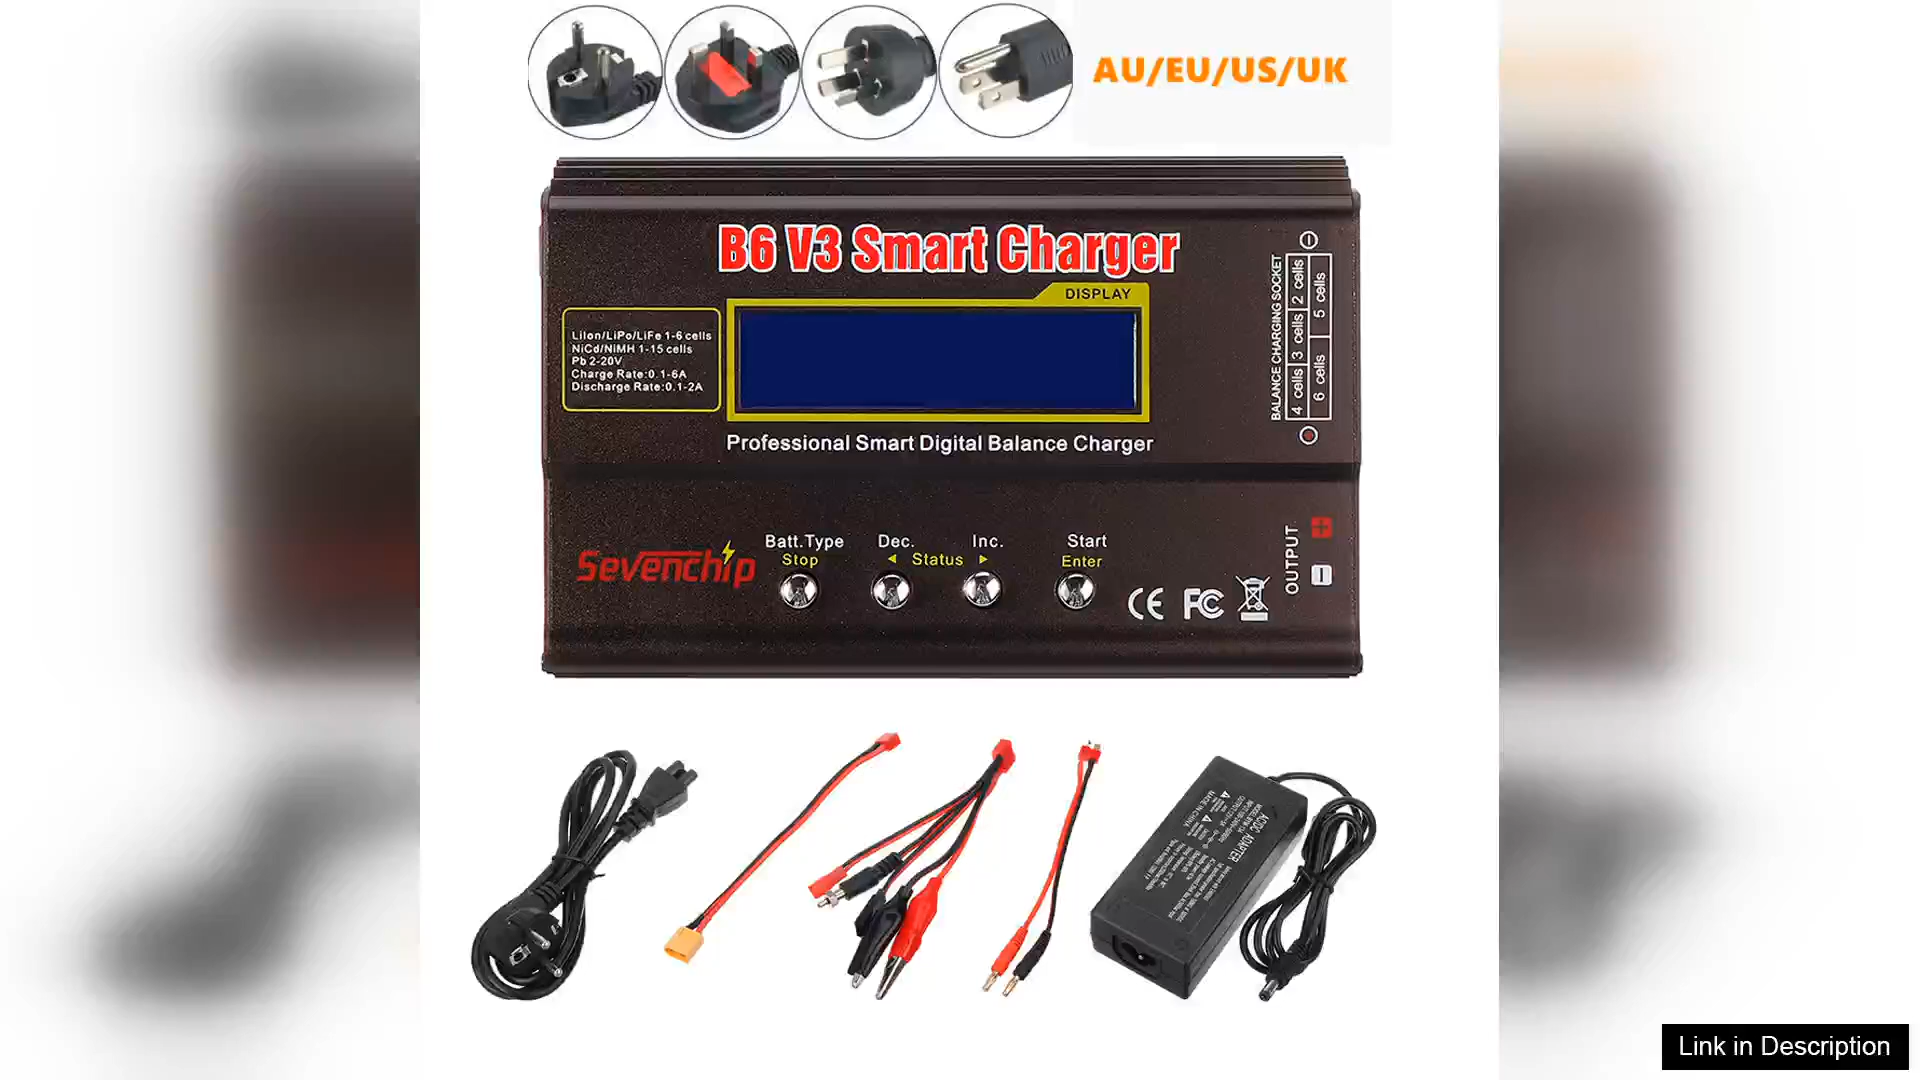 AU/EU/US/UK
B6 V3 Smart Charger
DISPLAY
LiIon/LiPo/LiFe 1-6 cells
NiCd/NiMH 1-15 cells
Pb 2-20V
Charge Rate:0.1-6A
Discharge Rate:0.1-2A
BALANCE CHARGING SOCKET
4 cells 3 cells 2 cells
6 cells 5 cells
Professional Smart Digital Balance Charger
Sevenchip
Batt.Type Dec. Inc. Start
Stop Status Enter
CE FC
OUTPUT
+
-
AC/DC ADAPTER
MADE IN CHINA
Link in Description